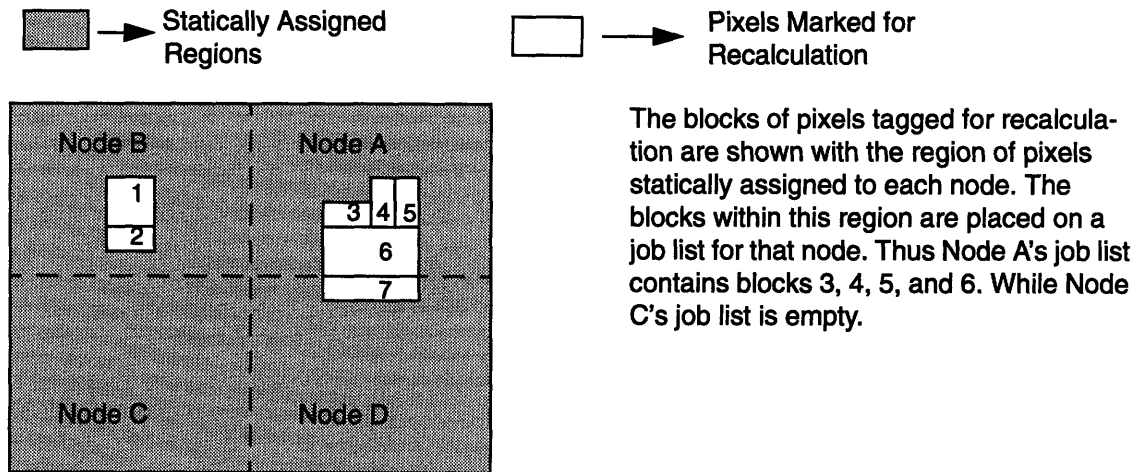 Statically Assigned
Regions
Pixels Marked for
Recalculation
Node B
Node A
1
2
3 4 5
6
7
Node C
Node D
The blocks of pixels tagged for recalcula-
tion are shown with the region of pixels
statically assigned to each node. The
blocks within this region are placed on a
job list for that node. Thus Node A's job list
contains blocks 3, 4, 5, and 6. While Node
C's job list is empty.